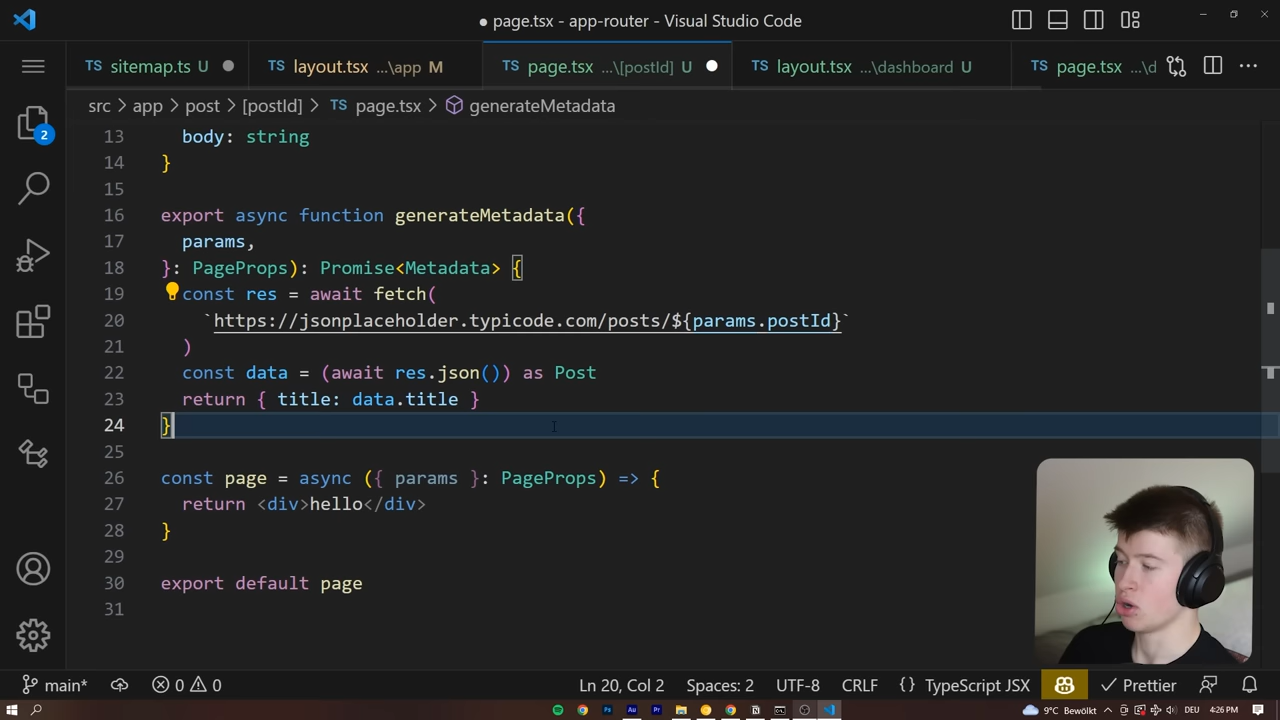 ● page.tsx - app-router - Visual Studio Code
TS sitemap.ts U
TS layout.tsx ...\app M
TS page.tsx ...\[postId] U
TS layout.tsx ...\dashboard U
TS page.tsx ...\d
src > app > post > [postId] > TS page.tsx > generateMetadata
2
13 body: string
14 }
15
16 export async function generateMetadata({
17 params,
18 }: PageProps): Promise<Metadata> {
19 const res = await fetch(
20 `https://jsonplaceholder.typicode.com/posts/${params.postId}`
21 )
22 const data = (await res.json()) as Post
23 return { title: data.title }
24 }
25
26 const page = async ({ params }: PageProps) => {
27 return <div>hello</div>
28 }
29
30 export default page
31
main* 0 0 Ln 20, Col 2 Spaces: 2 UTF-8 CRLF {} TypeScript JSX Prettier
Ps Au Pr 9°C Bewölkt DEU 4:26 PM